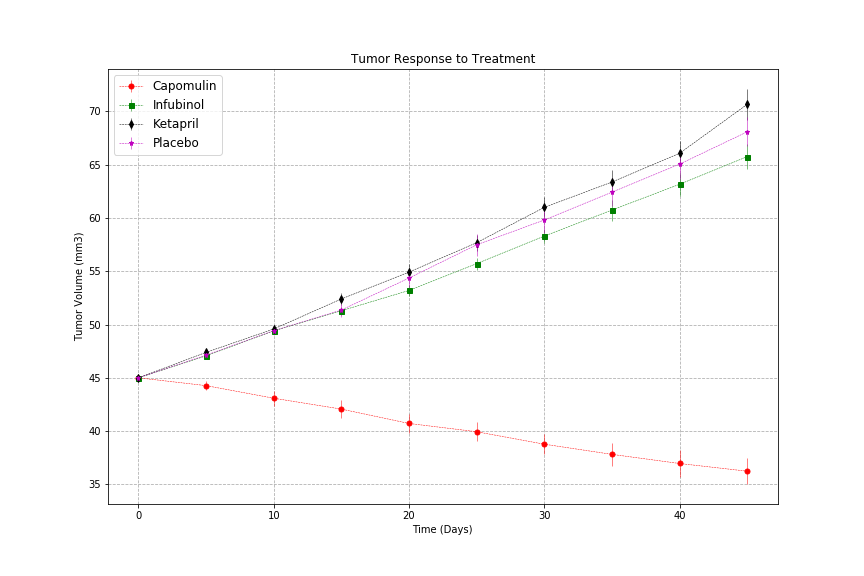 Tumor Response to Treatment
Capomulin
Infubinol
Ketapril
Placebo
Tumor Volume (mm3)
70
65
60
55
50
45
40
35
0 10 20 30 40
Time (Days)